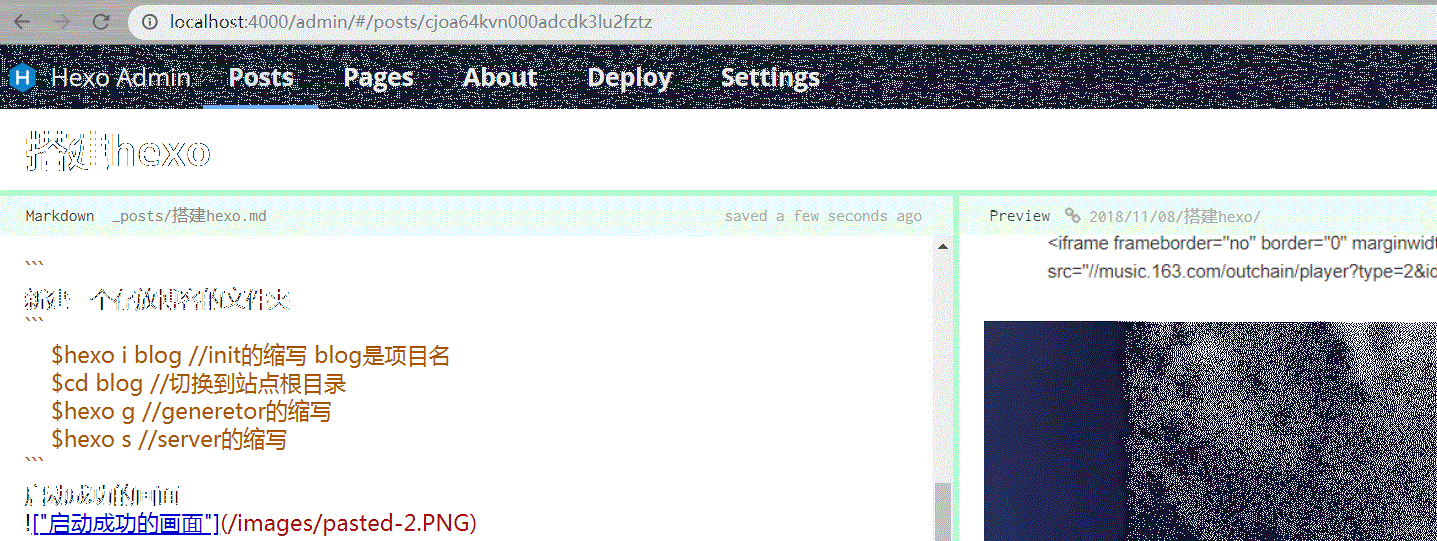 localhost:4000/admin/#/posts/cjoa64kvn000adcdk3lu2fztz
Hexo Admin Posts Pages About Deploy Settings
搭建hexo
Markdown _posts/搭建hexo.md saved a few seconds ago
Preview 2018/11/08/搭建hexo/
```
新建一个存放博客的文件夹
```
$hexo i blog //init的缩写 blog是项目名
$cd blog //切换到站点根目录
$hexo g //generetor的缩写
$hexo s //server的缩写
```
启动成功的画面
!["启动成功的画面"](/images/pasted-2.PNG)
<iframe frameborder="no" border="0" marginwidt
src="//music.163.com/outchain/player?type=2&id